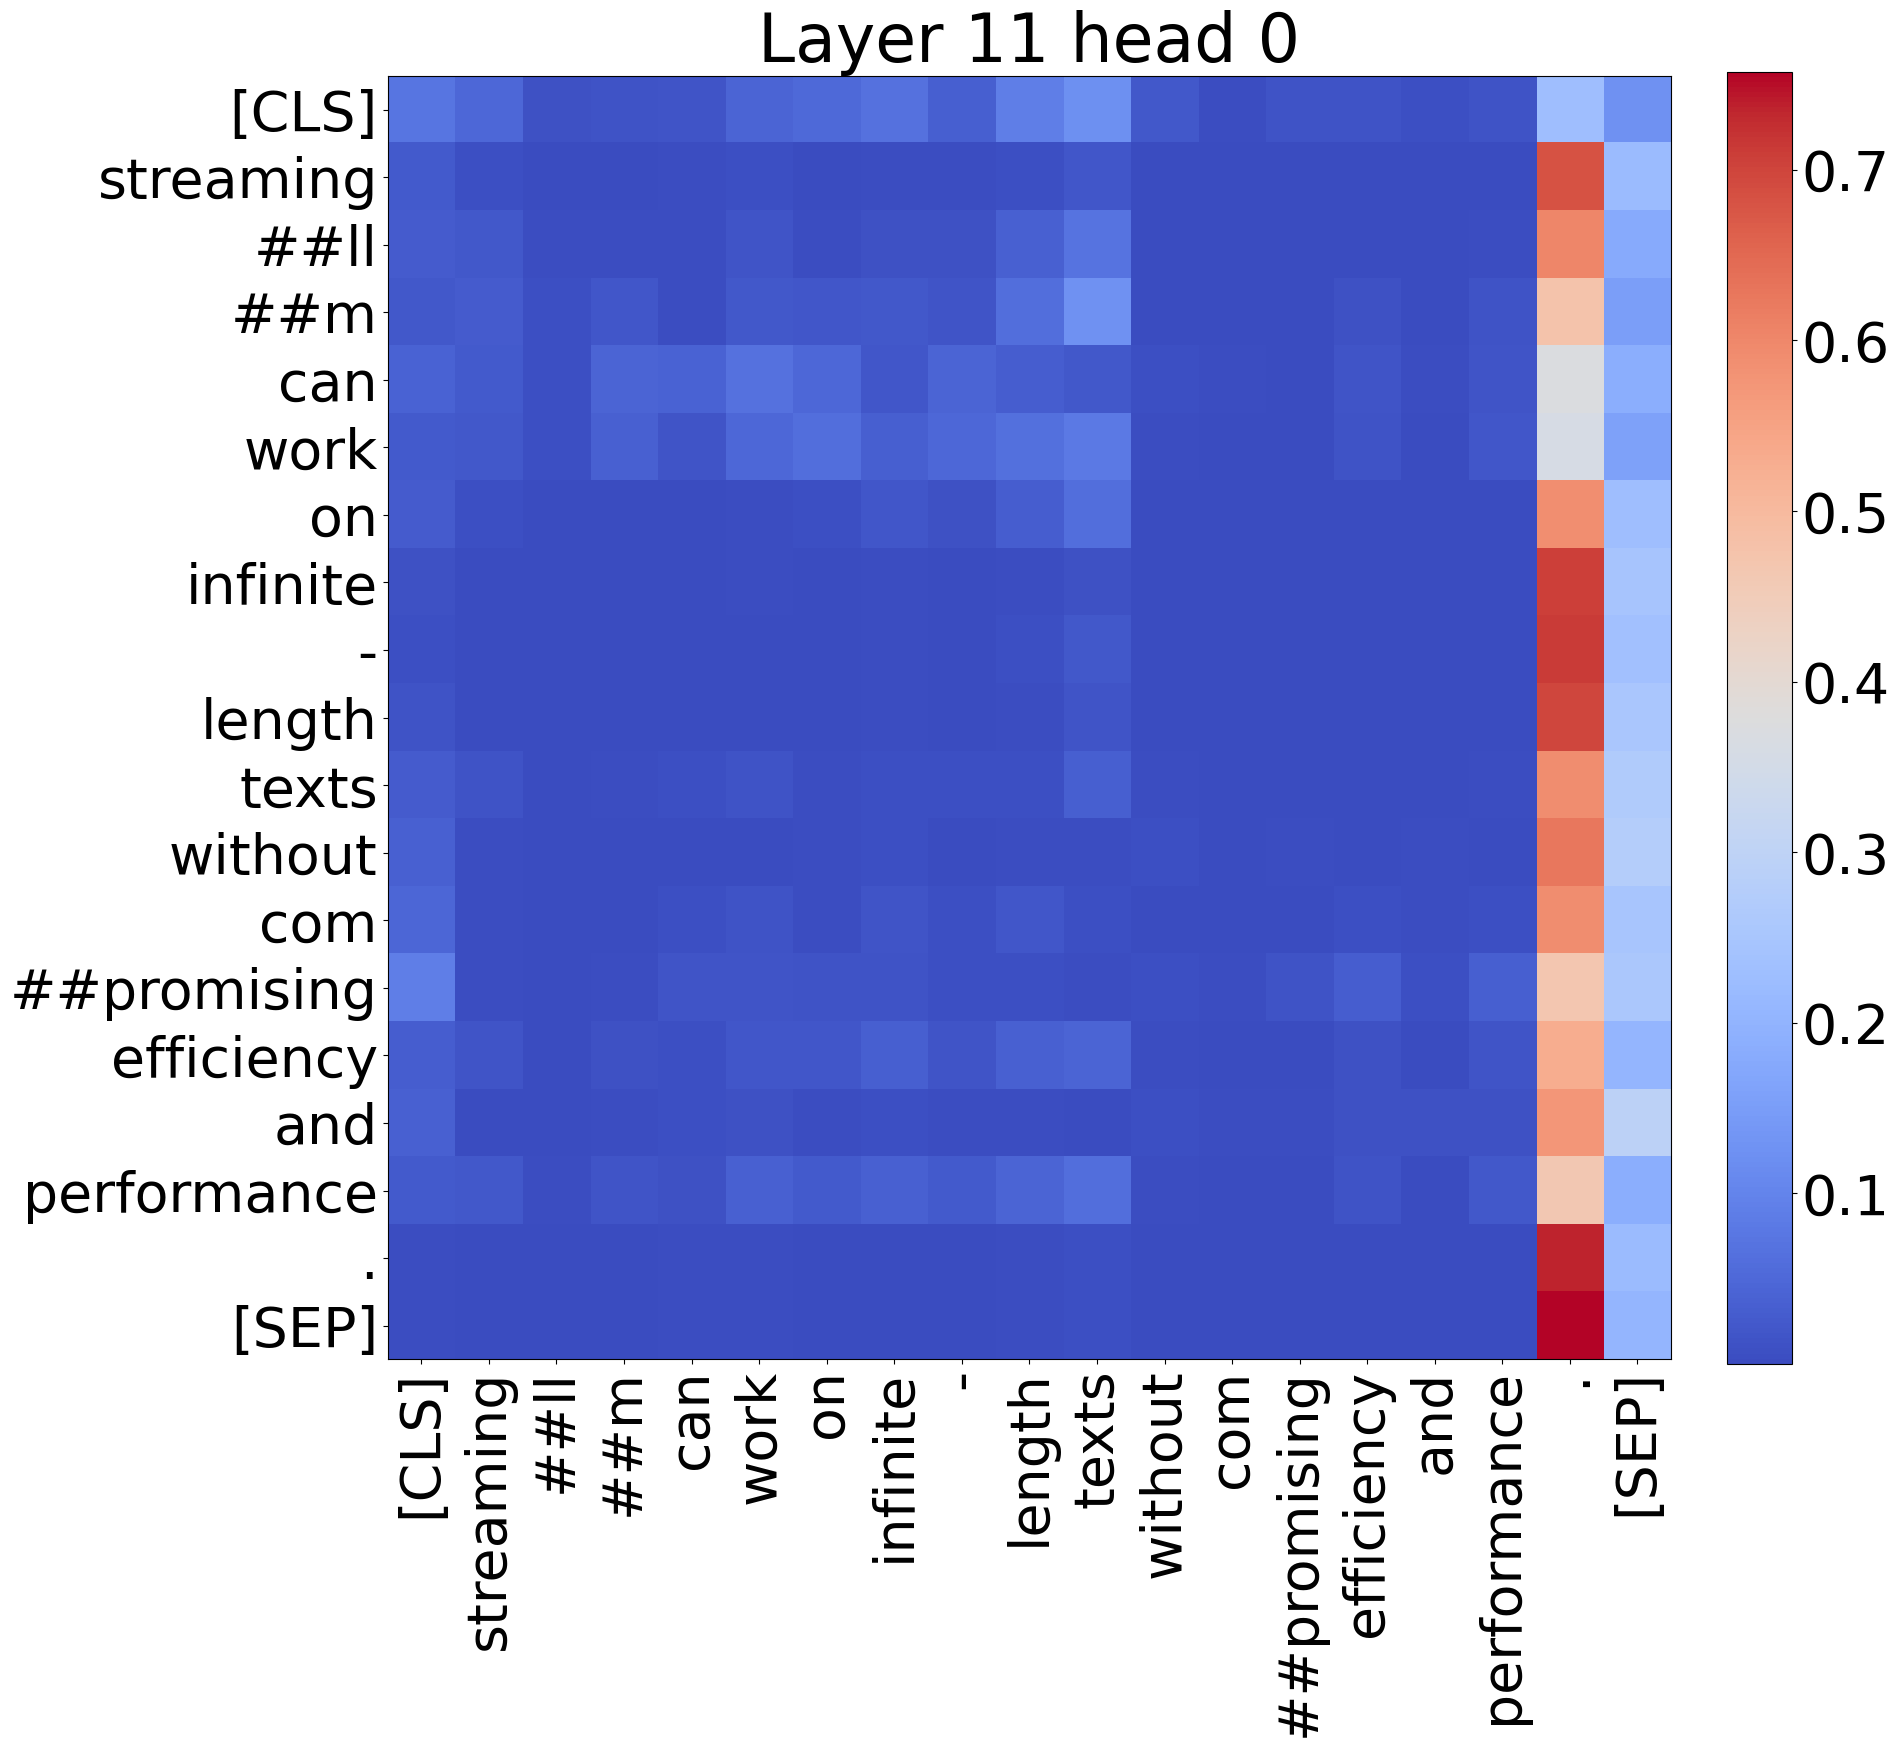 Layer 11 head 0
[CLS]
streaming
##ll
##m
can
work
on
infinite
-
length
texts
without
com
##promising
efficiency
and
performance
.
[SEP]
[CLS]
streaming
##ll
##m
can
work
on
infinite
-
length
texts
without
com
##promising
efficiency
and
performance
.
[SEP]
0.7
0.6
0.5
0.4
0.3
0.2
0.1